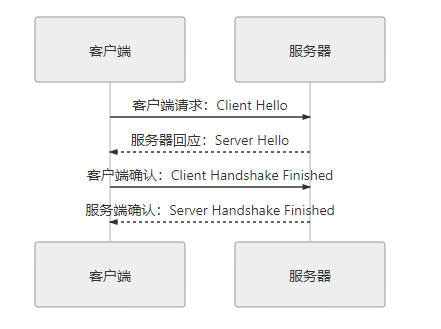 客户端
服务器
客户端请求：Client Hello
服务器回应：Server Hello
客户端确认：Client Handshake Finished
服务端确认：Server Handshake Finished
客户端
服务器